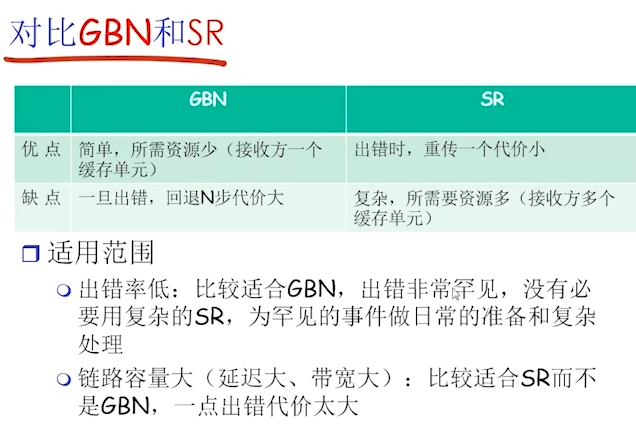 对比GBN和SR
GBN SR
优 点 简单，所需资源少（接收方一个缓存单元） 出错时，重传一个代价小
缺 点 一旦出错，回退N步代价大 复杂，所需要资源多（接收方多个缓存单元）
适用范围
出错率低：比较适合GBN，出错非常罕见，没有必
要用复杂的SR，为罕见的事件做日常的准备和复杂
处理
链路容量大（延迟大、带宽大）：比较适合SR而不
是GBN，一点出错代价太大